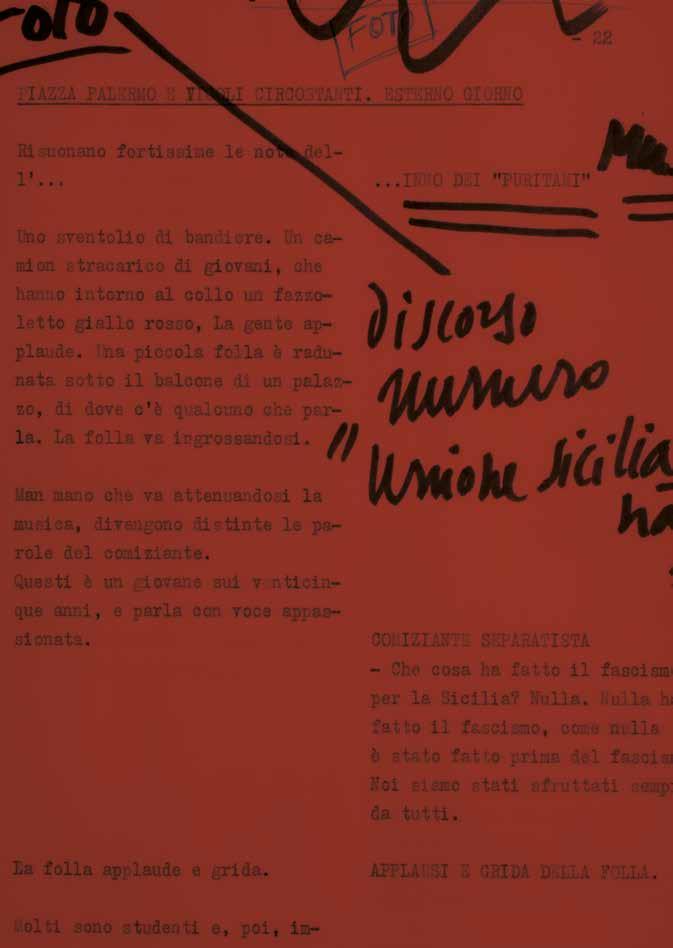 FOTO
FOTO
- 22
PIAZZA PALERMO E VICOLI CIRCOSTANTI. ESTERNO GIORNO
Risuonano fortissime le note del-
l'...
...INNO DEI "PURITANI"
Uno sventolio di bandiere. Un ca-
mion stracarico di giovani, che
hanno intorno al collo un fazzo-
letto giallo rosso, La gente ap-
plaude. Una piccola folla è radu-
nata sotto il balcone di un palaz-
zo, di dove c'è qualcuno che par-
la. La folla va ingrossandosi.
Discorso
numero
" Unione sicilia
ha
Man mano che va attenuandosi la
musica, divengono distinte le pa-
role del comiziante.
Questi è un giovane sui venticin-
que anni, e parla con voce appas-
sionata.
COMIZIANTE SEPARATISTA
- Che cosa ha fatto il fascism
per la Sicilia? Nulla. Nulla ha
fatto il fascismo, come nulla
è stato fatto prima del fascis
Noi siamo stati sfruttati semp
da tutti.
La folla applaude e grida.
APPLAUSI E GRIDA DELLA FOLLA.
Molti sono studenti e, poi, im-